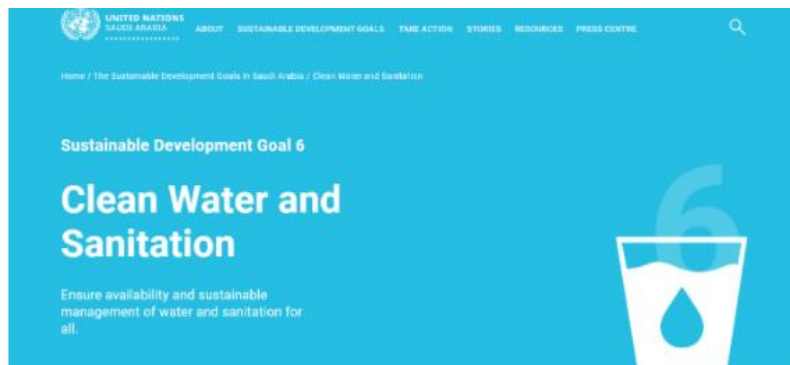 UNITED NATIONS
SAUDI ARABIA
ABOUT SUSTAINABLE DEVELOPMENT GOALS TAKE ACTION STORIES RESOURCES PRESS CENTRE
Home / The Sustainable Development Goals in Saudi Arabia / Clean Water and Sanitation
Sustainable Development Goal 6
Clean Water and
Sanitation
Ensure availability and sustainable
management of water and sanitation for
all.
6